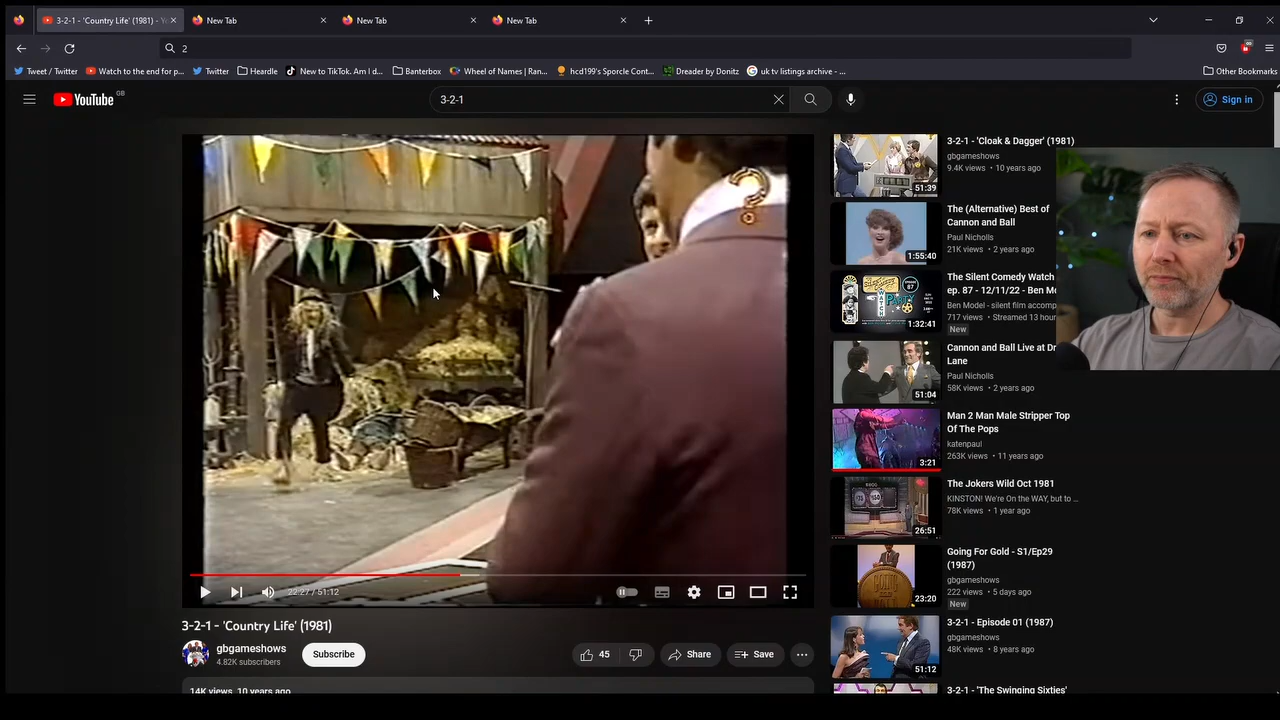 3-2-1 - 'Country Life' (1981) - Y
New Tab
New Tab
New Tab
2
Tweet / Twitter
Watch to the end for p...
Twitter
Heardle
New to TikTok. Am I d...
Banterbox
Wheel of Names | Ran...
hcd199's Sporcle Cont...
Dreader by Donitz
uk tv listings archive - ...
Other Bookmarks
YouTube GB
3-2-1
Sign in
3-2-1 - 'Cloak & Dagger' (1981)
gbgameshows
9.4K views • 10 years ago
51:39
The (Alternative) Best of
Cannon and Ball
Paul Nicholls
21K views • 2 years ago
1:55:40
The Silent Comedy Watch
ep. 87 - 12/11/22 - Ben Mo
Ben Model - silent film accomp
717 views • Streamed 13 hour
New
1:32:41
Cannon and Ball Live at Dr
Lane
Paul Nicholls
58K views • 2 years ago
51:04
Man 2 Man Male Stripper Top
Of The Pops
katenpaul
263K views • 11 years ago
3:21
The Jokers Wild Oct 1981
KINSTON! We're On the WAY, but to ...
78K views • 1 year ago
26:51
Going For Gold - S1/Ep29
(1987)
gbgameshows
222 views • 5 days ago
New
23:20
3-2-1 - Episode 01 (1987)
gbgameshows
48K views • 8 years ago
51:12
3-2-1 - 'The Swinging Sixties'
?
22:27 / 51:12
3-2-1 - 'Country Life' (1981)
gbgameshows
4.82K subscribers
Subscribe
45
Share
Save
14K views 10 years ago